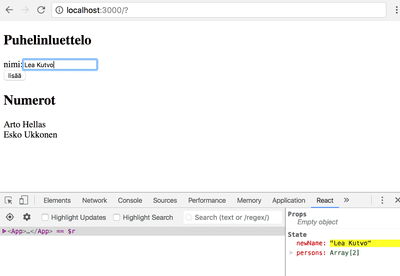 localhost:3000/?
Puhelinluettelo
nimi: Lea Kutvo
lisää
Numerot
Arto Hellas
Esko Ukkonen
Elements Console Sources Network Performance Memory Application React »
Highlight Updates Highlight Search Search (text or /regex/)
<App>…</App> == $r
Props
Empty object
State
newName: "Lea Kutvo"
persons: Array[2]